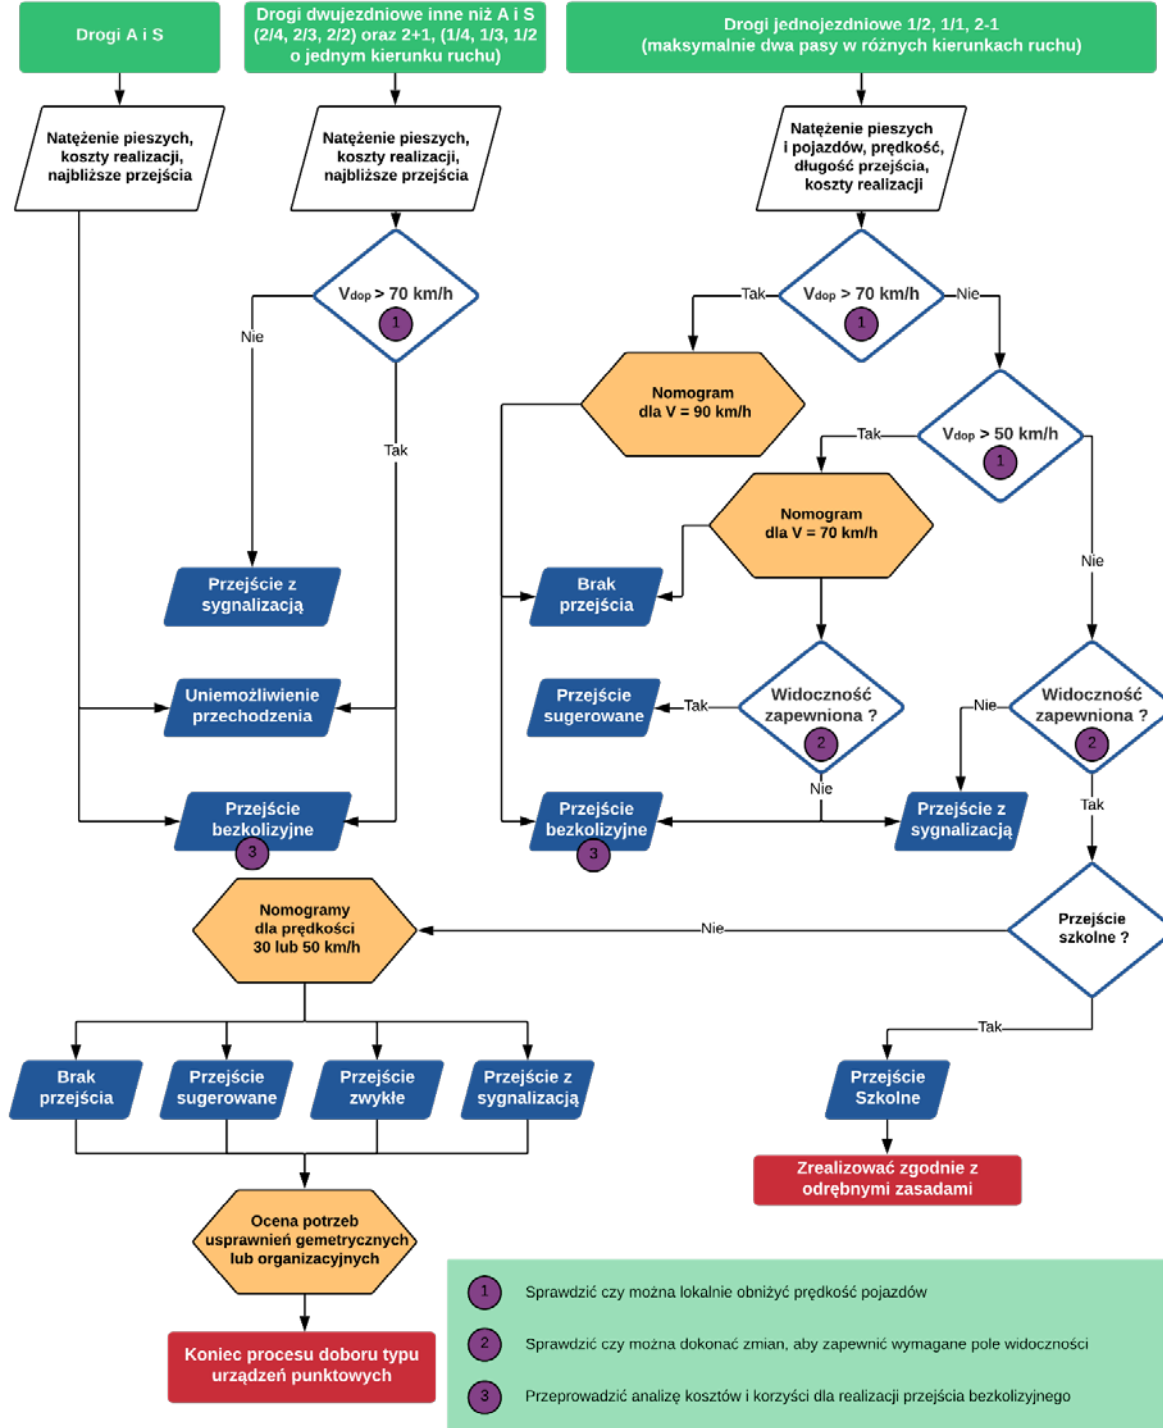 Drogi A i S
Drogi dwujezdniowe inne niż A i S
(2/4, 2/3, 2/2) oraz 2+1, (1/4, 1/3, 1/2
o jednym kierunku ruchu)
Drogi jednojezdniowe 1/2, 1/1, 2-1
(maksymalnie dwa pasy w różnych kierunkach ruchu)
Natężenie pieszych,
koszty realizacji,
najbliższe przejścia
Natężenie pieszych,
koszty realizacji,
najbliższe przejścia
Natężenie pieszych
i pojazdów, prędkość,
długość przejścia,
koszty realizacji
Vdop > 70 km/h
1
Nie
Tak
Vdop > 70 km/h
1
Tak
Nie
Nomogram
dla V = 90 km/h
Vdop > 50 km/h
1
Tak
Nie
Nomogram
dla V = 70 km/h
Przejście z
sygnalizacją
Brak
przejścia
Uniemożliwienie
przechodzenia
Przejście
sugerowane
Tak
Widoczność
zapewniona ?
2
Nie
Nie
Widoczność
zapewniona ?
2
Tak
Przejście
bezkolizyjne
3
Przejście
bezkolizyjne
3
Przejście z
sygnalizacją
Nomogramy
dla prędkości
30 lub 50 km/h
Nie
Przejście
szkolne ?
Tak
Brak
przejścia
Przejście
sugerowane
Przejście
zwykłe
Przejście z
sygnalizacją
Przejście
Szkolne
Zrealizować zgodnie z
odrębnymi zasadami
Ocena potrzeb
usprawnień gemetrycznych
lub organizacyjnych
Koniec procesu doboru typu
urządzeń punktowych
1 Sprawdzić czy można lokalnie obniżyć prędkość pojazdów
2 Sprawdzić czy można dokonać zmian, aby zapewnić wymagane pole widoczności
3 Przeprowadzić analizę kosztów i korzyści dla realizacji przejścia bezkolizyjnego